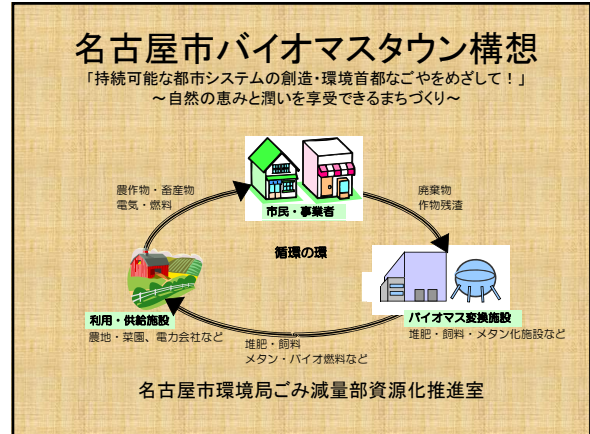 名古屋市バイオマスタウン構想
「持続可能な都市システムの創造・環境首都なごやをめざして！」
～自然の恵みと潤いを享受できるまちづくり～
農作物・畜産物
電気・燃料
市民・事業者
廃棄物
作物残渣
循環の環
利用・供給施設
農地・菜園、電力会社など
バイオマス変換施設
堆肥・飼料・メタン化施設など
堆肥・飼料
メタン・バイオ燃料など
名古屋市環境局ごみ減量部資源化推進室